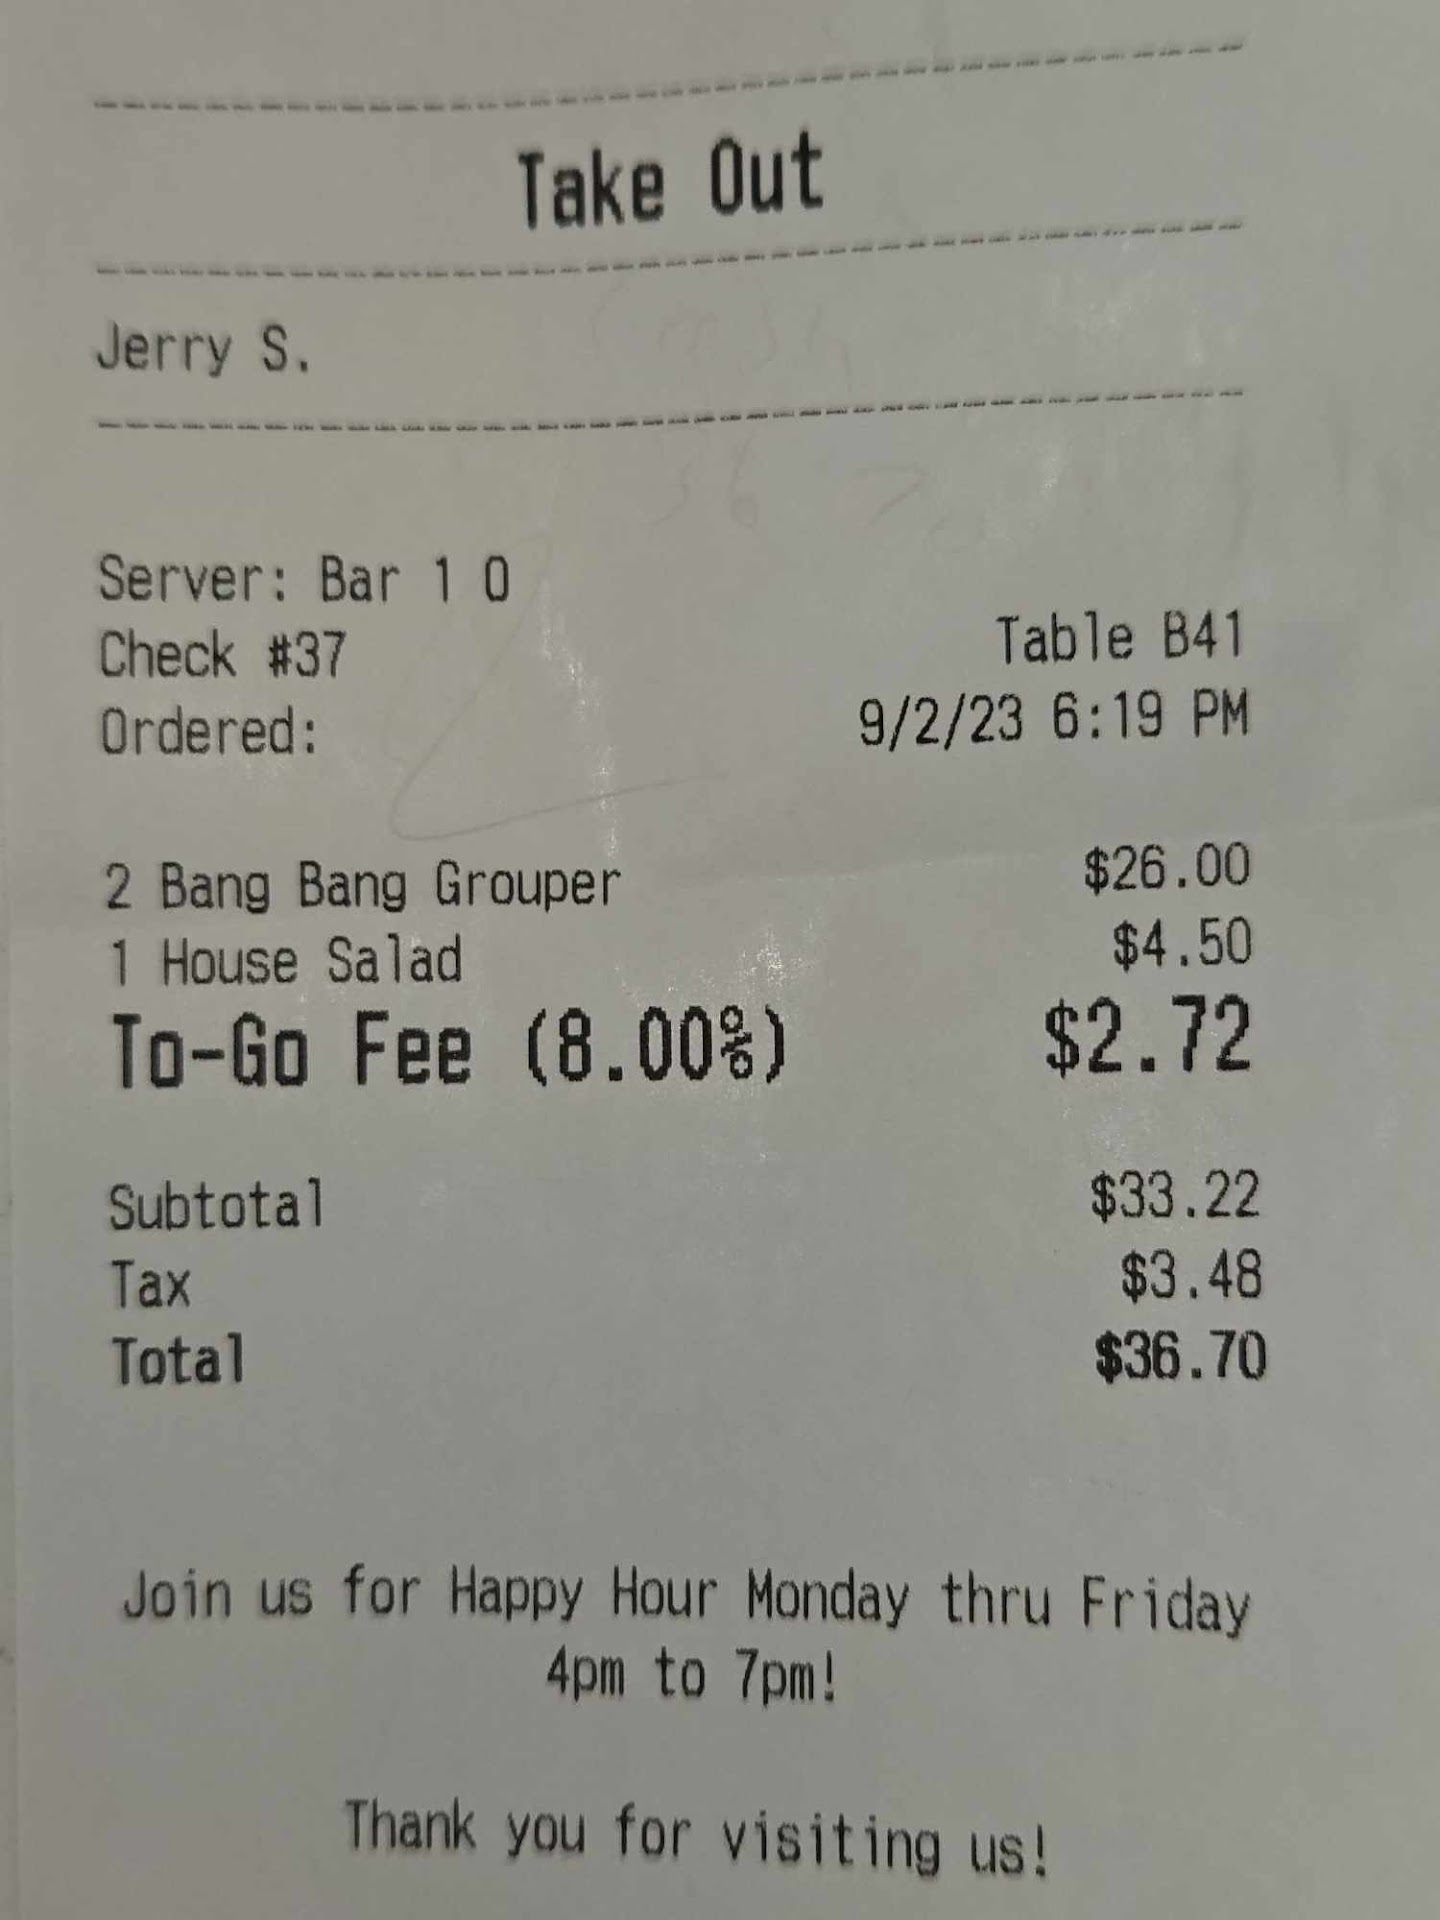 Take Out
Jerry S.
Server: Bar 1 0
Check #37
Table B41
Ordered:
9/2/23 6:19 PM
2 Bang Bang Grouper $26.00
1 House Salad $4.50
To-Go Fee (8.00%) $2.72
Subtotal $33.22
Tax $3.48
Total $36.70
Join us for Happy Hour Monday thru Friday
4pm to 7pm!
Thank you for visiting us!